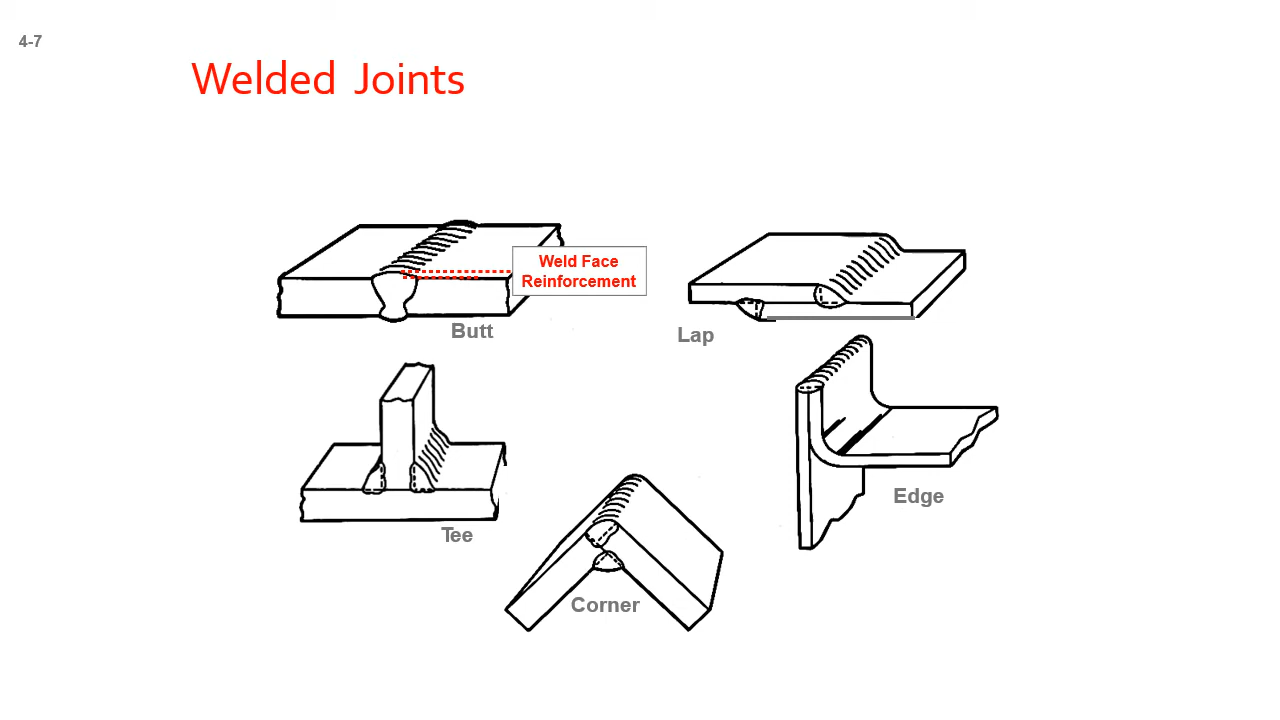 4-7
Welded Joints
Weld Face
Reinforcement
Butt
Lap
Edge
Tee
Corner